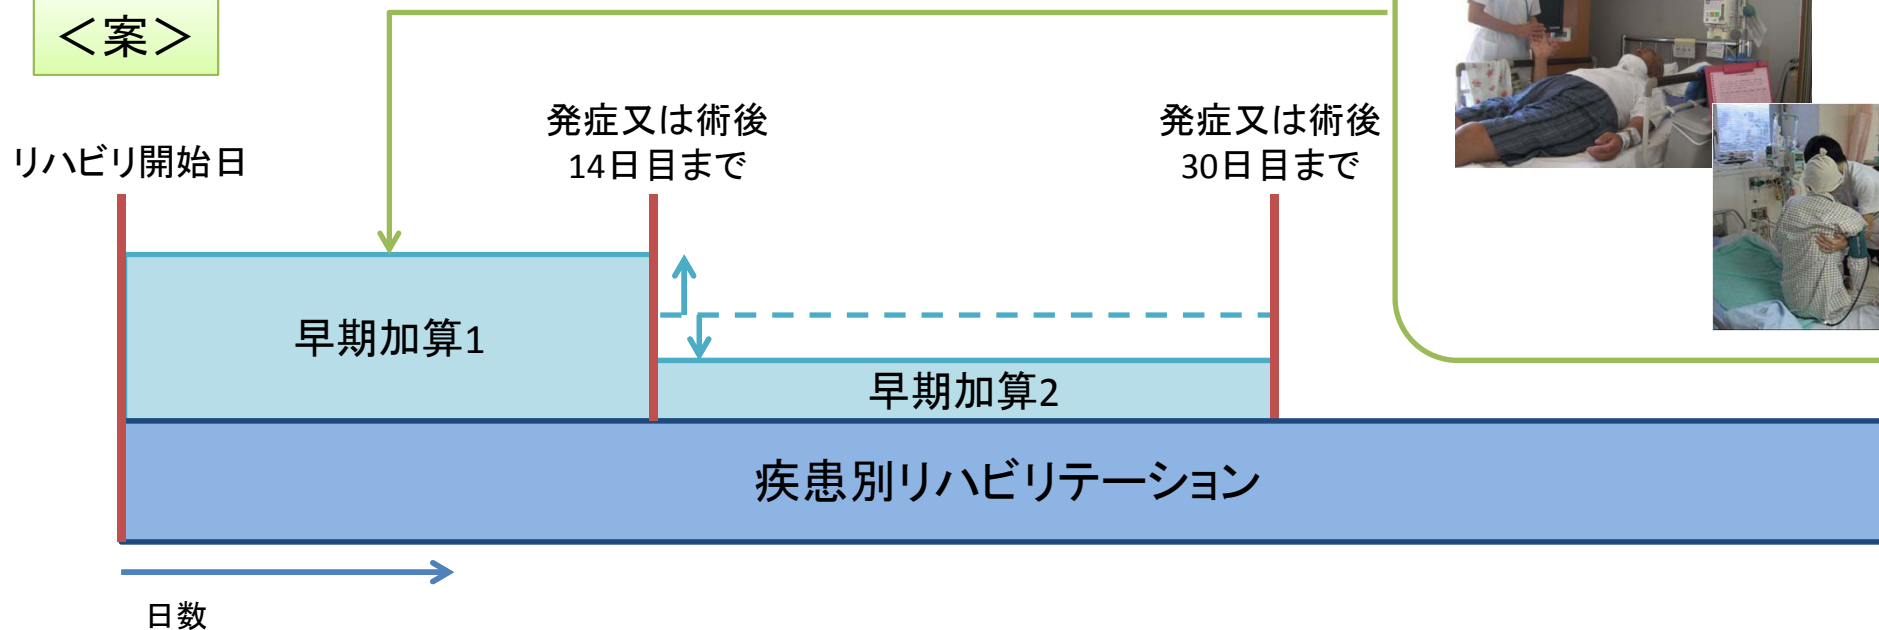 ＜案＞
リハビリ開始日
発症又は術後
14日目まで
発症又は術後
30日目まで
早期加算1
早期加算2
疾患別リハビリテーション
日数